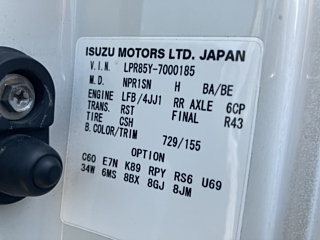 ISUZU MOTORS LTD. JAPAN
V.I.N. LPR85Y-7000185
M.D. NPR1SN H BA/BE
ENGINE LFB/4JJ1 RR AXLE 6CP
TRANS. RST FINAL R43
TIRE CSH
B.COLOR/TRIM 729/155
OPTION
C60 E7N K89 RPY RS6 U69
34W 6MS 8BX 8GJ 8JM